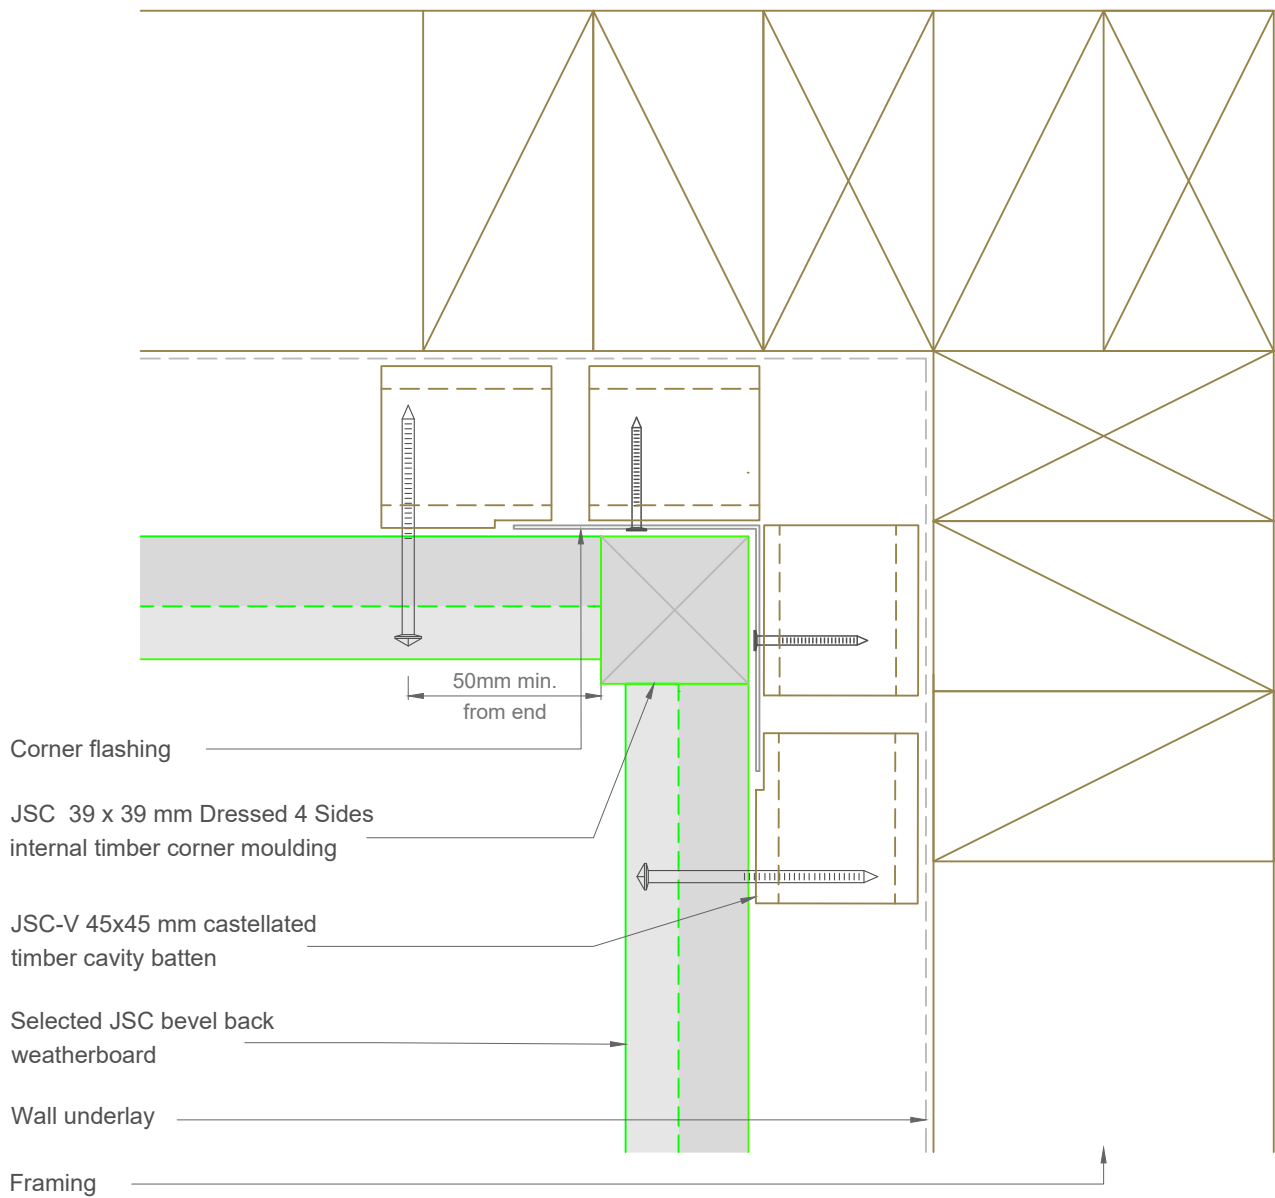 50mm min.
from end
Corner flashing
JSC  39 x 39 mm Dressed 4 Sides
internal timber corner moulding
JSC-V 45x45 mm castellated
timber cavity batten
Selected JSC bevel back
weatherboard
Wall underlay
Framing